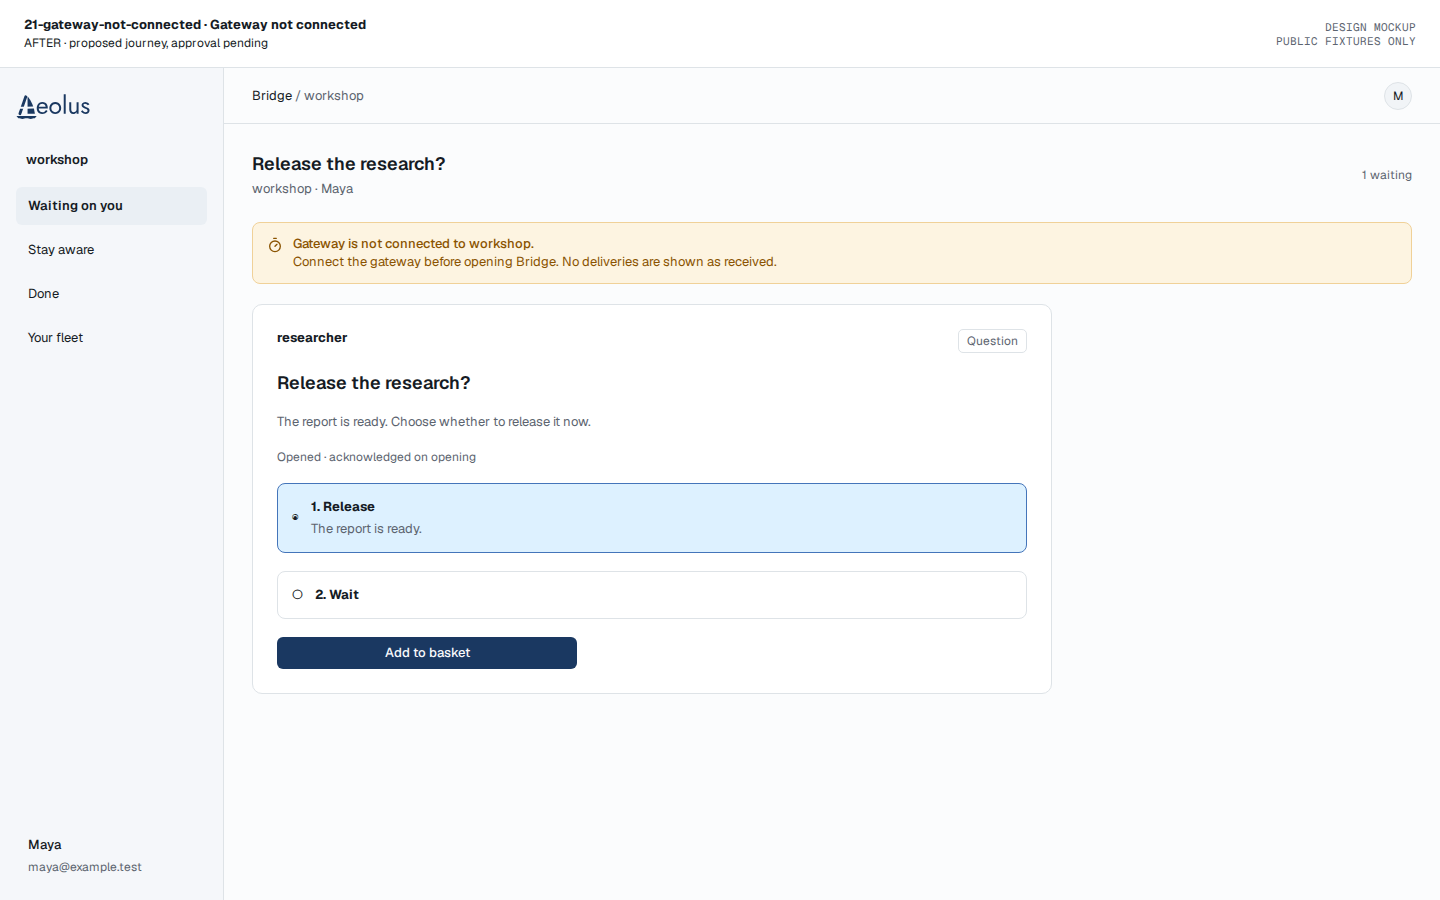 21-gateway-not-connected · Gateway not connected
AFTER · proposed journey, approval pending
DESIGN MOCKUP
PUBLIC FIXTURES ONLY
Aeolus
workshop
Waiting on you
Stay aware
Done
Your fleet
Maya
maya@example.test
Bridge / workshop
M
Release the research?
workshop · Maya
1 waiting
Gateway is not connected to workshop.
Connect the gateway before opening Bridge. No deliveries are shown as received.
researcher
Question
Release the research?
The report is ready. Choose whether to release it now.
Opened · acknowledged on opening
1. Release
The report is ready.
2. Wait
Add to basket